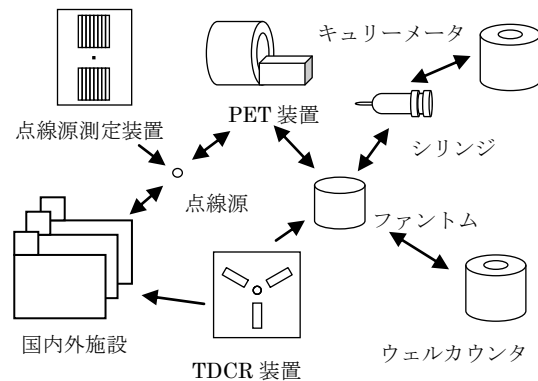 キュリーメータ
点線源測定装置
PET 装置
シリンジ
点線源
ファントム
国内外施設
TDCR 装置
ウェルカウンタ